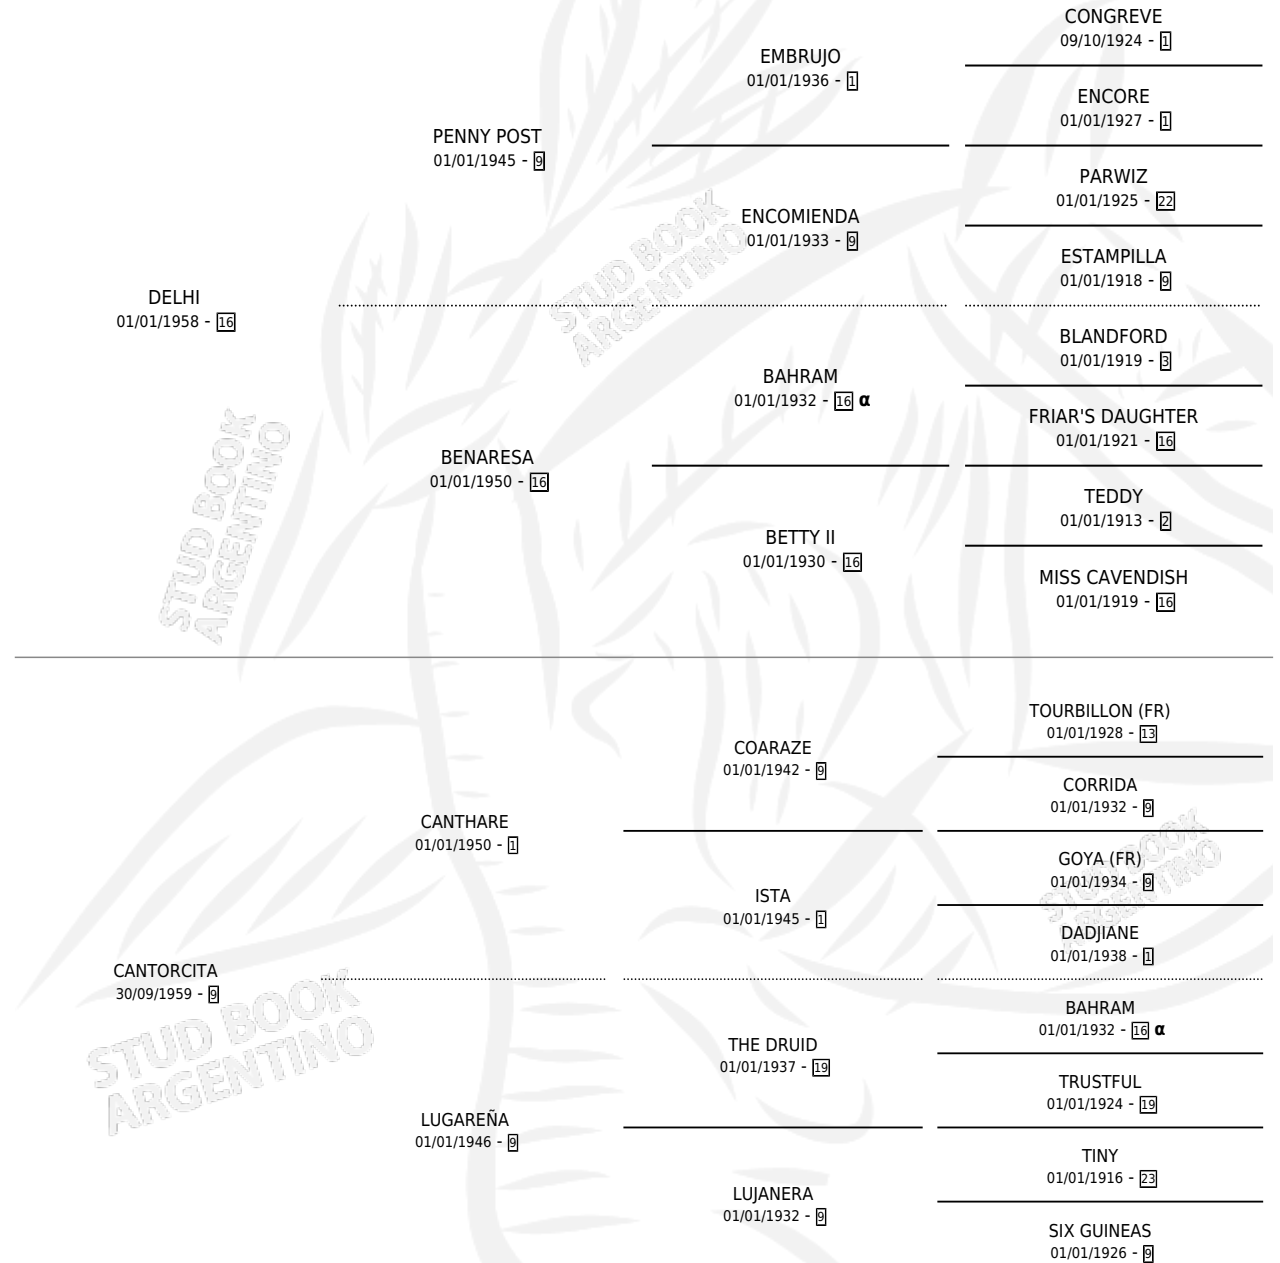 CONGREVE
09/10/1924 - 1
EMBRUJO
01/01/1936 - 1
ENCORE
01/01/1927 - 1
PENNY POST
01/01/1945 - 9
PARWIZ
01/01/1925 - 22
ENCOMIENDA
01/01/1933 - 9
ESTAMPILLA
01/01/1918 - 9
DELHI
01/01/1958 - 16
BLANDFORD
01/01/1919 - 3
BAHRAM
01/01/1932 - 16 α
FRIAR'S DAUGHTER
01/01/1921 - 16
BENARESA
01/01/1950 - 16
TEDDY
01/01/1913 - 2
BETTY II
01/01/1930 - 16
MISS CAVENDISH
01/01/1919 - 16
TOURBILLON (FR)
01/01/1928 - 13
COARAZE
01/01/1942 - 9
CORRIDA
01/01/1932 - 9
CANTHARE
01/01/1950 - 1
GOYA (FR)
01/01/1934 - 9
ISTA
01/01/1945 - 1
DADJIANE
01/01/1938 - 1
CANTORCITA
30/09/1959 - 9
BAHRAM
01/01/1932 - 16 α
THE DRUID
01/01/1937 - 19
TRUSTFUL
01/01/1924 - 19
LUGAREÑA
01/01/1946 - 9
TINY
01/01/1916 - 23
LUJANERA
01/01/1932 - 9
SIX GUINEAS
01/01/1926 - 9
STUD BOOK
ARGENTINO
STUD BOOK
ARGENTINO
STUD BOOK
ARGENTINO
STUD BOOK
ARGENTINO